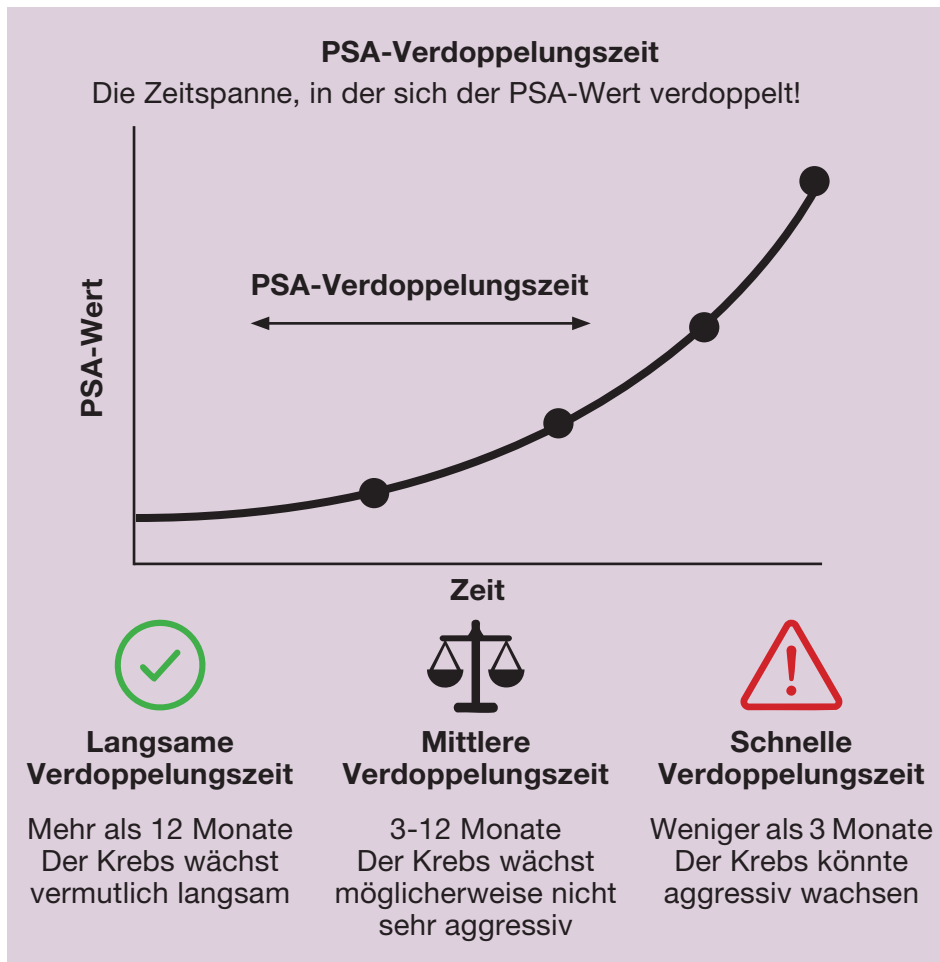 PSA-Verdoppelungszeit
Die Zeitspanne, in der sich der PSA-Wert verdoppelt!
PSA-Verdoppelungszeit
PSA-Wert
Zeit
Langsame
Verdoppelungszeit
Mehr als 12 Monate
Der Krebs wächst
vermutlich langsam
Mittlere
Verdoppelungszeit
3-12 Monate
Der Krebs wächst
möglicherweise nicht
sehr aggressiv
Schnelle
Verdoppelungszeit
Weniger als 3 Monate
Der Krebs könnte
aggressiv wachsen